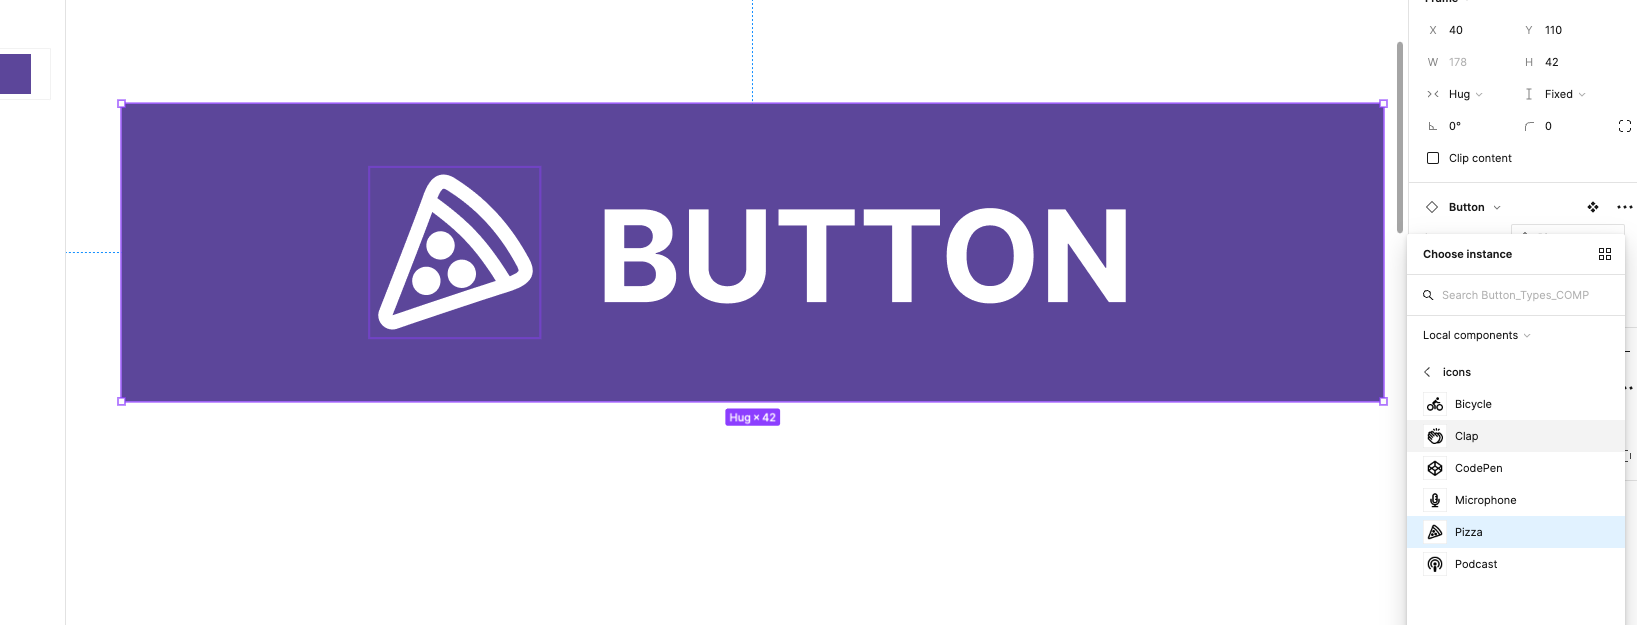 Frame
X 40 Y 110
W 178 H 42
Hug Fixed
0° 0
Clip content
Button
Choose instance
Search Button_Types_COMP
Local components
icons
Bicycle
Clap
CodePen
Microphone
Pizza
Podcast
BUTTON
Hug × 42